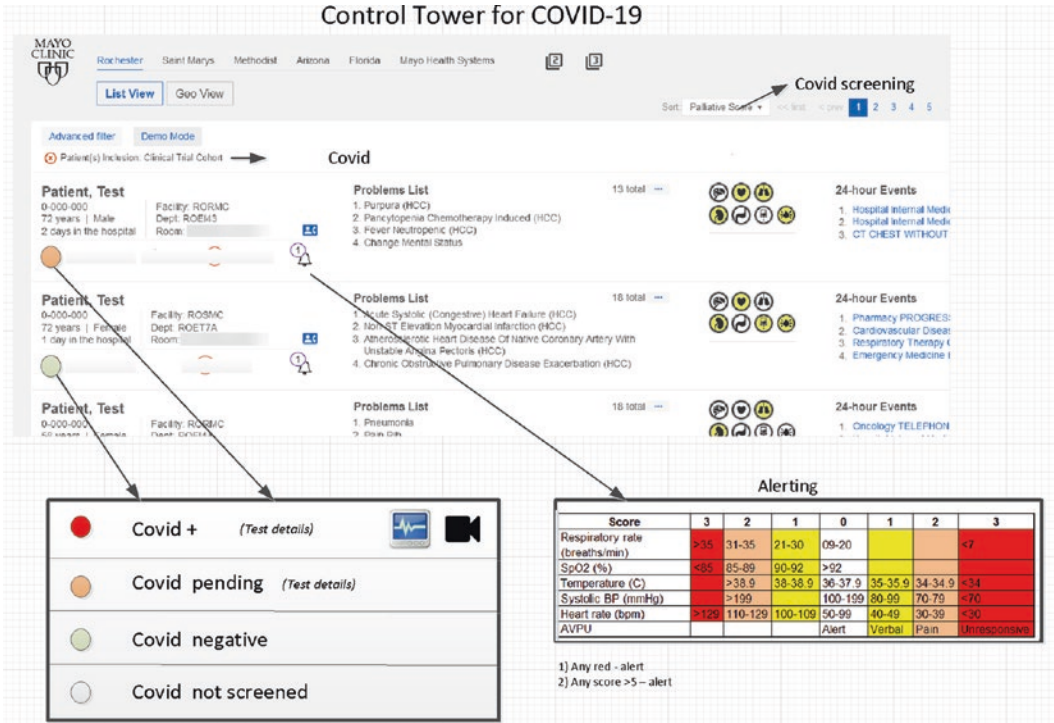 Control Tower for COVID-19
MAYO
CLINIC
Rochester Saint Marys Methodist Arizona Florida Mayo Health Systems 2 3
List View Geo View
Covid screening
Sort: Palliative Score << first < prev 1 2 3 4 5
Advanced filter Demo Mode
Patient(s) Inclusion: Clinical Trial Cohort
Covid
Patient, Test
0-000-000
72 years | Male
2 days in the hospital
Facility: RORMC
Dept: ROEI43
Room:
1
Problems List 13 total ...
1. Purpura (HCC)
2. Pancytopenia Chemotherapy Induced (HCC)
3. Fever Neutropenic (HCC)
4. Change Mental Status
24-hour Events
1. Hospital Internal Medi
2. Hospital Internal Medi
3. CT CHEST WITHOUT
Patient, Test
0-000-000
72 years | Female
1 day in the hospital
Facility: ROSMC
Dept: ROET7A
Room:
1
Problems List 18 total ...
1. Acute Systolic (Congestive) Heart Failure (HCC)
2. Non ST Elevation Myocardial Infarction (HCC)
3. Atherosclerotic Heart Disease Of Native Coronary Artery With
Unstable Angina Pectoris (HCC)
4. Chronic Obstructive Pulmonary Disease Exacerbation (HCC)
24-hour Events
1. Pharmacy PROGRES
2. Cardiovascular Diseas
3. Respiratory Therapy
4. Emergency Medicine
Patient, Test
0-000-000
Facility: RORMC
Problems List 18 total ...
1. Pneumonia
2. Pain Rib
24-hour Events
1. Oncology TELEPHON
Covid + (Test details)
Covid pending (Test details)
Covid negative
Covid not screened
Alerting
Score 3 2 1 0 1 2 3
Respiratory rate
(breaths/min) >35 31-35 21-30 09-20 <7
SpO2 (%) <85 85-89 90-92 >92
Temperature (C) >38.9 38-38.9 36-37.9 35-35.9 34-34.9 <34
Systolic BP (mmHg) >199 100-199 80-99 70-79 <70
Heart rate (bpm) >129 110-129 100-109 50-99 40-49 30-39 <30
AVPU Alert Verbal Pain Unresponsive
1) Any red - alert
2) Any score >5 – alert